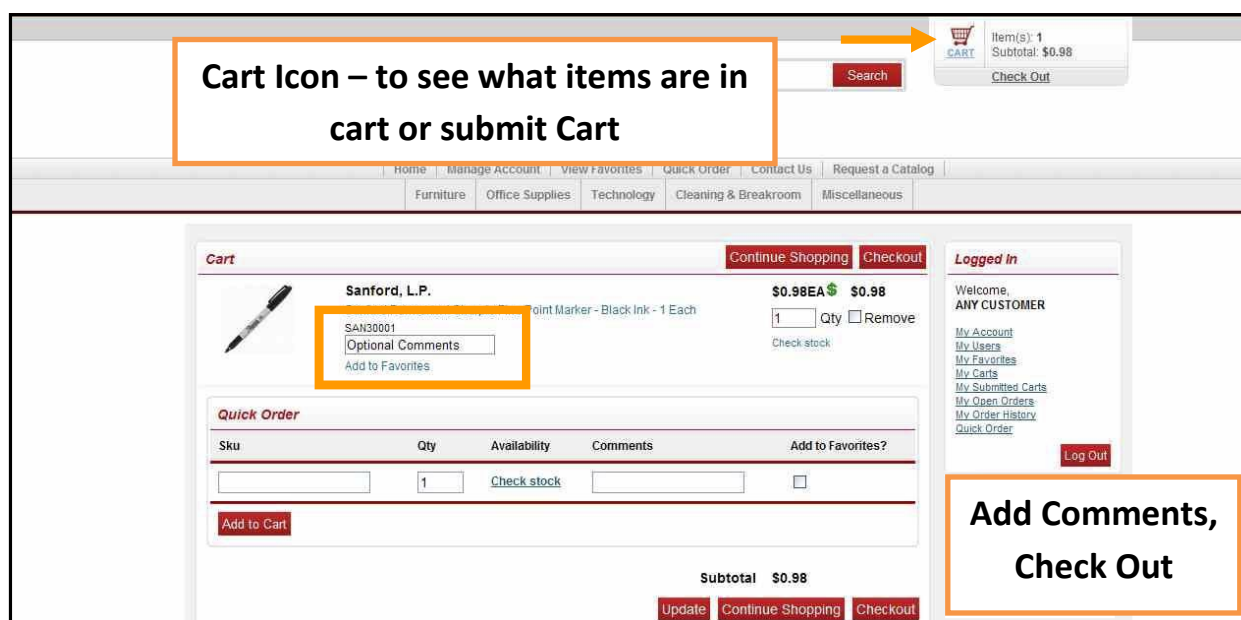 Item(s): 1
CART
Subtotal: $0.98
Check Out
Cart Icon – to see what items are in
cart or submit Cart
Search
Home | Manage Account | View Favorites | Quick Order | Contact Us | Request a Catalog
Furniture | Office Supplies | Technology | Cleaning & Breakroom | Miscellaneous
Cart
Continue Shopping Checkout
Sanford, L.P.
Point Marker - Black Ink - 1 Each
SAN30001
Optional Comments
Add to Favorites
$0.98EA $ $0.98
1 Qty Remove
Check stock
Quick Order
Sku Qty Availability Comments Add to Favorites?
1 Check stock
Add to Cart
Subtotal $0.98
Update Continue Shopping Checkout
Logged In
Welcome,
ANY CUSTOMER
My Account
My Users
My Favorites
My Carts
My Submitted Carts
My Open Orders
My Order History
Quick Order
Log Out
Add Comments,
Check Out